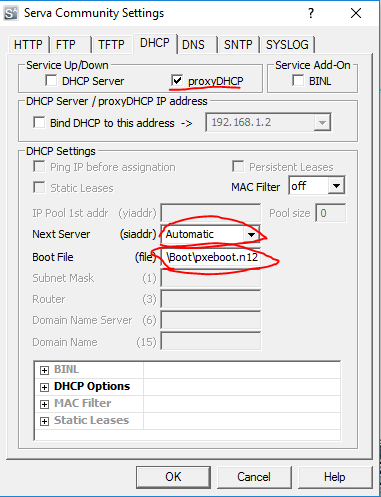 Serva Community Settings
HTTP FTP TFTP DHCP DNS SNTP SYSLOG
Service Up/Down
Service Add-On
DHCP Server
proxyDHCP
BINL
DHCP Server / proxyDHCP IP address
Bind DHCP to this address ->
192.168.1.2
DHCP Settings
Ping IP before assignation
Persistent Leases
Static Leases
MAC Filter off
IP Pool 1st addr (yiaddr)
Pool size 0
Next Server (siaddr) Automatic
Boot File (file) \Boot\pxeboot.n12
Subnet Mask (1)
Router (3)
Domain Name Server (6)
Domain Name (15)
BINL
DHCP Options
MAC Filter
Static Leases
OK Cancel Help